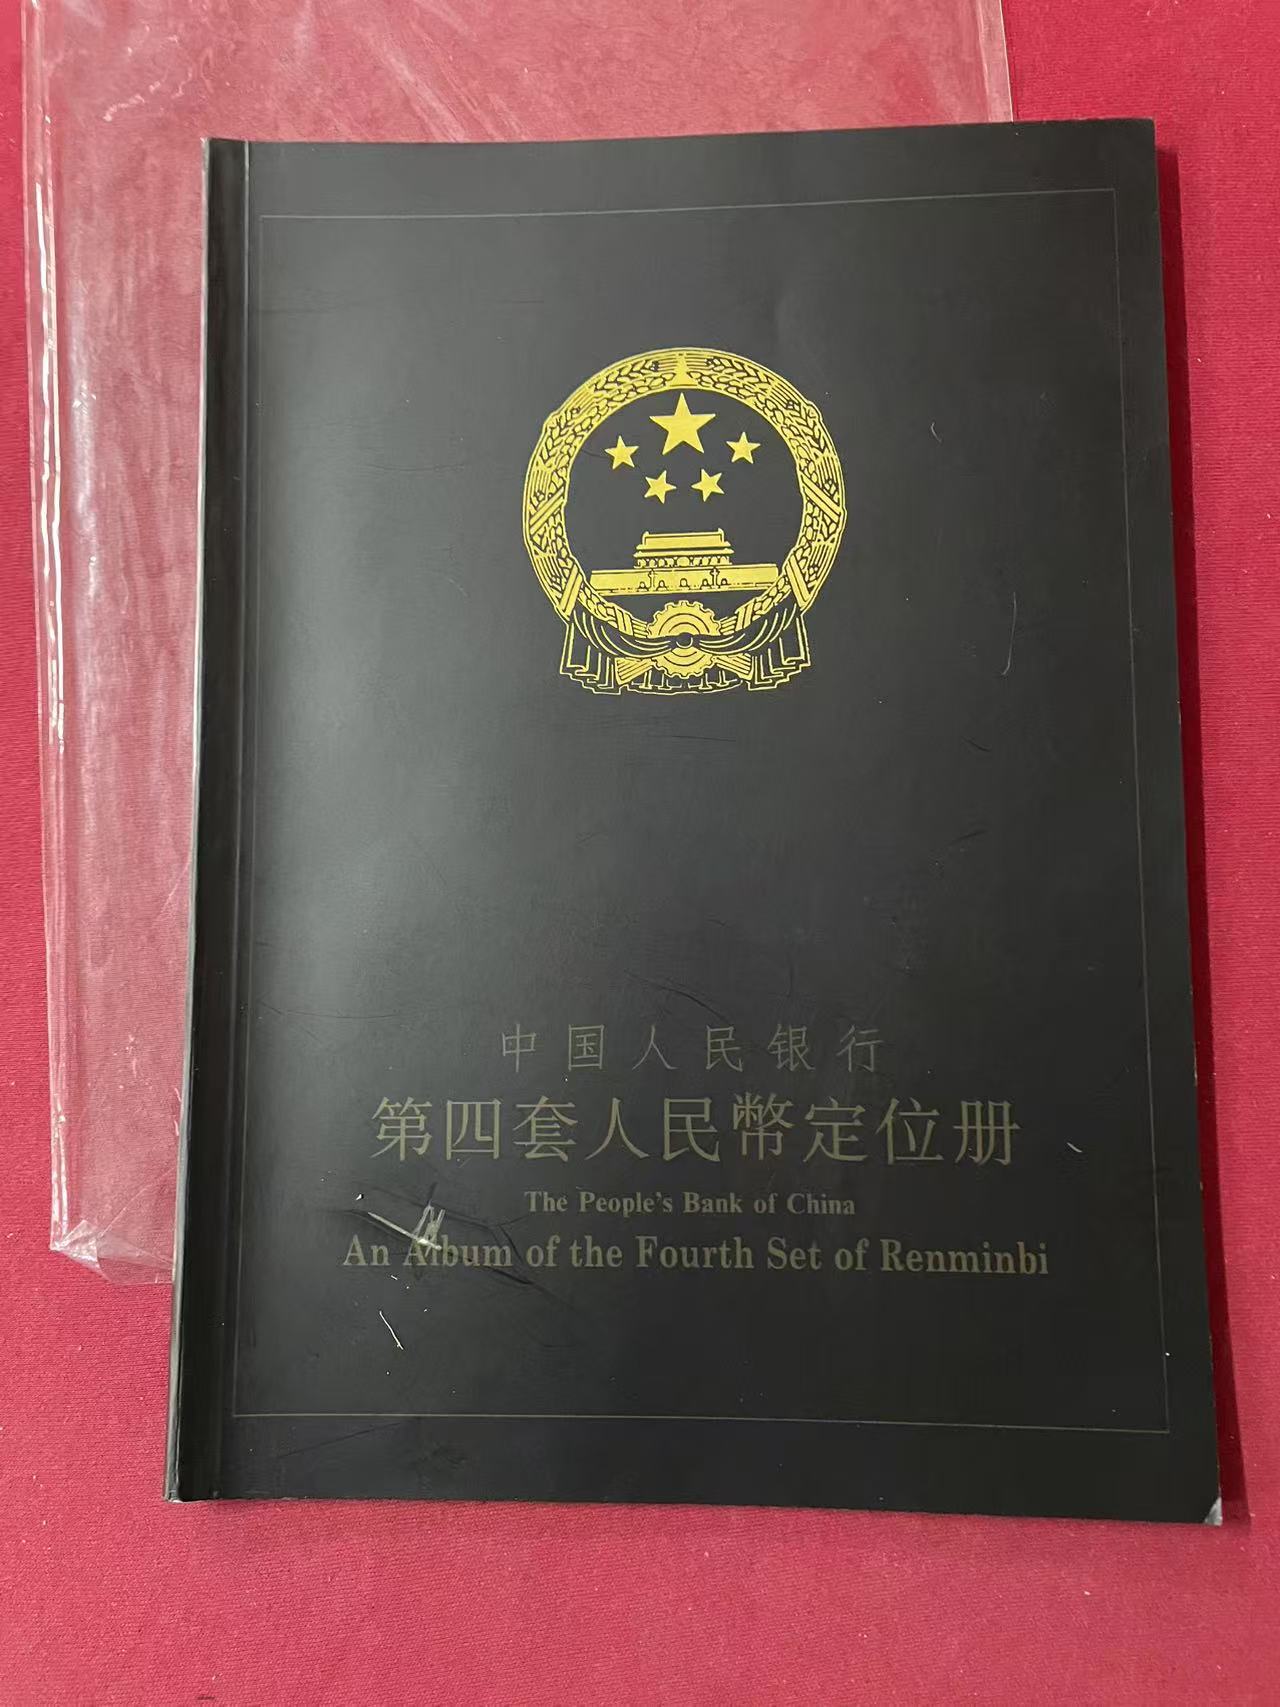 中国人民银行
第四套人民幣定位册
The People's Bank of China
An Album of the Fourth Set of Renminbi